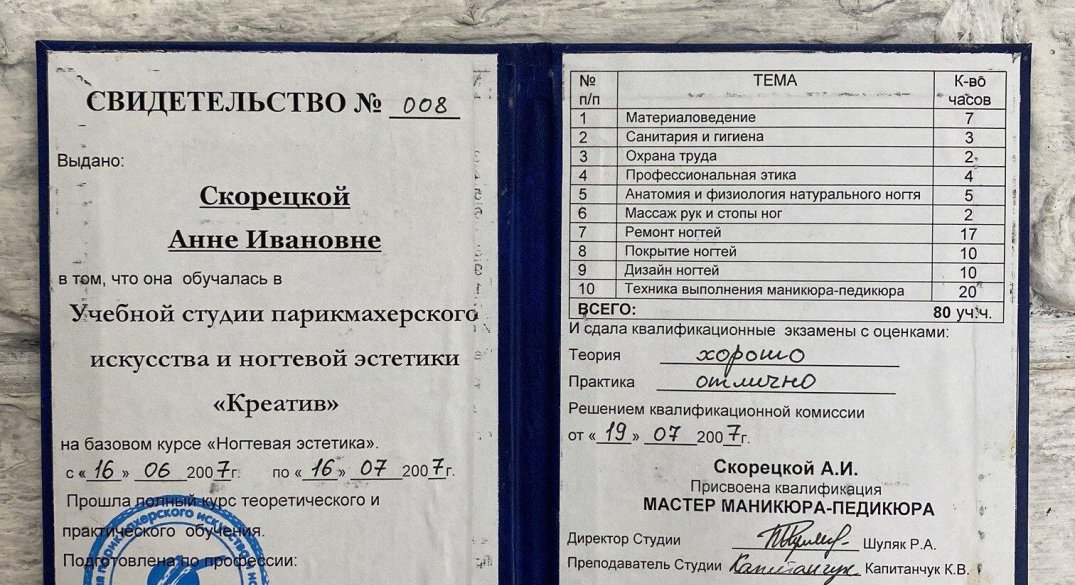 СВИДЕТЕЛЬСТВО № 008
Выдано:
Скорецкой
Анне Ивановне
в том, что она обучалась в
Учебной студии парикмахерского
искусства и ногтевой эстетики
«Креатив»
на базовом курсе «Ногтевая эстетика».
с «16» 06 2007г. по «16» 07 2007г.
Прошла полный курс теоретического и
практического обучения.
Подготовлена по профессии:
парикмахерского искусства
№ п/п ТЕМА К-во часов
1 Материаловедение 7
2 Санитария и гигиена 3
3 Охрана труда 2
4 Профессиональная этика 4
5 Анатомия и физиология натурального ногтя 5
6 Массаж рук и стопы ног 2
7 Ремонт ногтей 17
8 Покрытие ногтей 10
9 Дизайн ногтей 10
10 Техника выполнения маникюра-педикюра 20
ВСЕГО: 80 уч.ч.
И сдала квалификационные экзамены с оценками:
Теория хорошо
Практика отлично
Решением квалификационной комиссии
от «19» 07 2007г.
Скорецкой А.И.
Присвоена квалификация
МАСТЕР МАНИКЮРА-ПЕДИКЮРА
Директор Студии Шуляк Р.А.
Преподаватель Студии Капитанчук Капитанчук К.В.